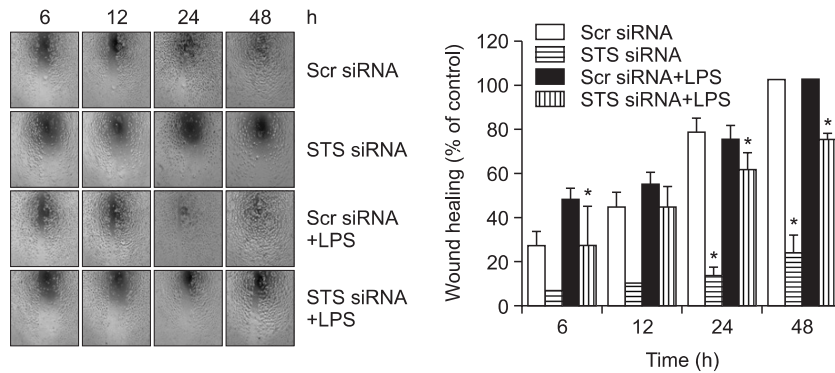 6 12 24 48 h
Scr siRNA
STS siRNA
Scr siRNA
+LPS
STS siRNA
+LPS
Scr siRNA
STS siRNA
Scr siRNA+LPS
STS siRNA+LPS
Wound healing (% of control)
120
100
80
60
40
20
0
* * * * *
6 12 24 48
Time (h)